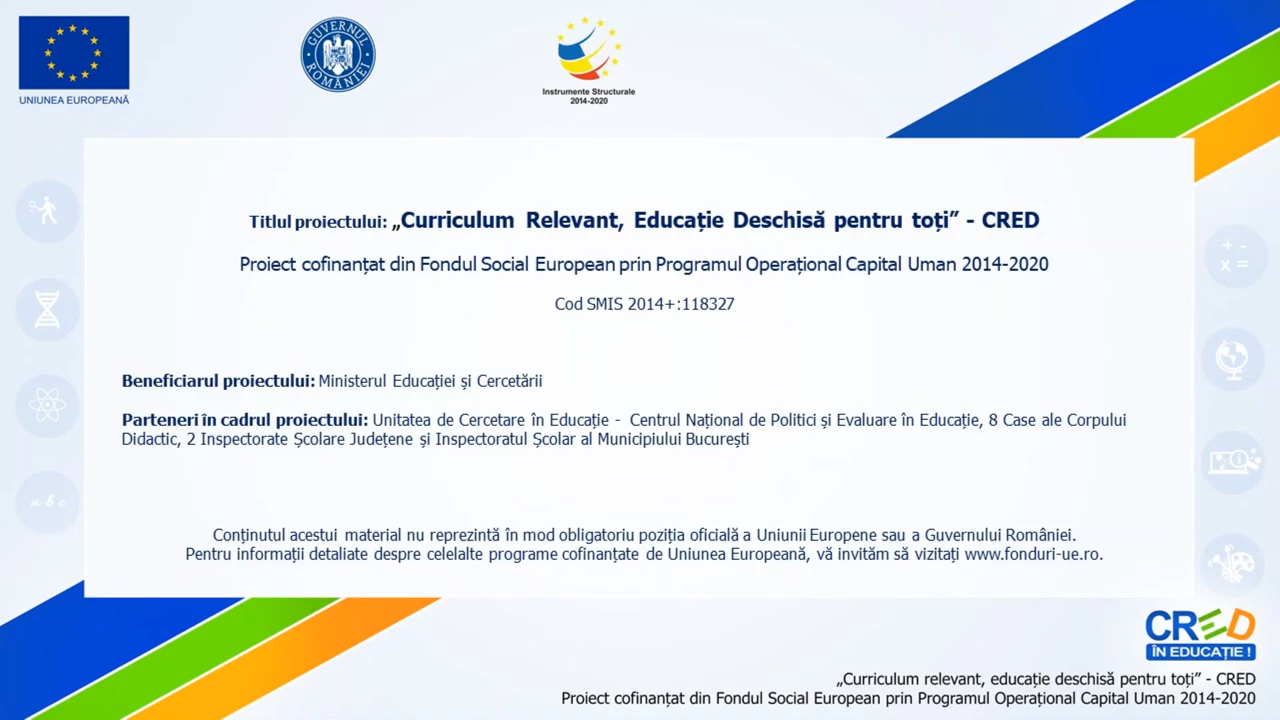 UNIUNEA EUROPEANĂ
GUVERNUL ROMÂNIEI
Instrumente Structurale
2014-2020
Titlul proiectului: „Curriculum Relevant, Educație Deschisă pentru toți” - CRED
Proiect cofinanțat din Fondul Social European prin Programul Operațional Capital Uman 2014-2020
Cod SMIS 2014+:118327
Beneficiarul proiectului: Ministerul Educației și Cercetării
Parteneri în cadrul proiectului: Unitatea de Cercetare în Educație - Centrul Național de Politici și Evaluare în Educație, 8 Case ale Corpului
Didactic, 2 Inspectorate Școlare Județene și Inspectoratul Școlar al Municipiului București
Conținutul acestui material nu reprezintă în mod obligatoriu poziția oficială a Uniunii Europene sau a Guvernului României.
Pentru informații detaliate despre celelalte programe cofinanțate de Uniunea Europeană, vă invităm să vizitați www.fonduri-ue.ro.
+ -
x =
a b c
CRED
ÎN EDUCAȚIE !
„Curriculum relevant, educație deschisă pentru toți” - CRED
Proiect cofinanțat din Fondul Social European prin Programul Operațional Capital Uman 2014-2020